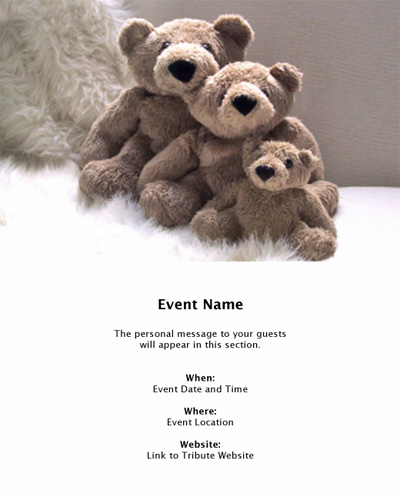 Event Name
The personal message to your guests
will appear in this section.
When:
Event Date and Time
Where:
Event Location
Website:
Link to Tribute Website